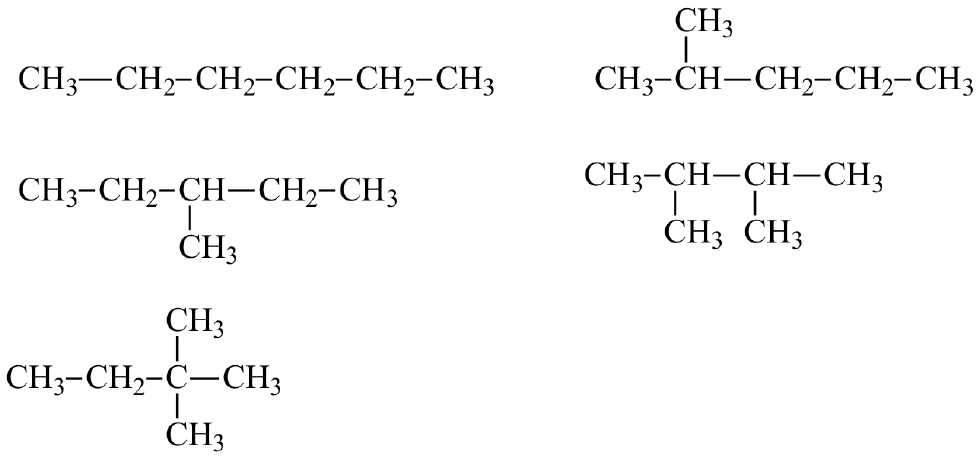 CH₃—CH₂–CH₂–CH₂–CH₂–CH₃
CH₃
CH₃–CH—CH₂–CH₂–CH₃
CH₃–CH₂–CH—CH₂–CH₃
CH₃
CH₃–CH—CH—CH₃
CH₃ CH₃
CH₃
CH₃–CH₂–C—CH₃
CH₃